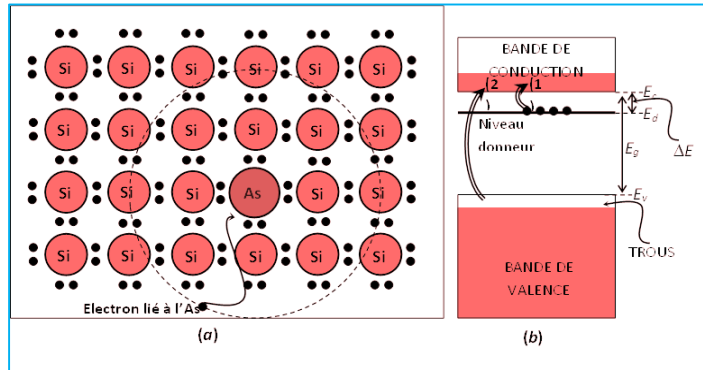 Si Si Si Si Si Si
Si Si Si Si Si Si
Si Si Si As Si Si
Si Si Si Si Si Si
Electron lié à l'As
(a)
BANDE DE
CONDUCTION
(2
(1
)
)
Niveau
donneur
E_c
E_d
ΔE
E_g
E_v
TROUS
BANDE DE
VALENCE
(b)